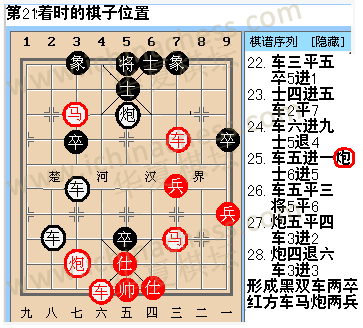 第21着时的棋子位置
1 2 3 4 5 6 7 8 9
象 将 士 象
士
马 炮
卒 车 卒
楚 河 汉 界
车 兵
兵
车 卒 马
炮 仕
车 帅 仕
九 八 七 六 五 四 三 二 一
棋谱序列 [隐藏]
22. 车三平五
卒5进1
23. 士四进五
车2平7
24. 车六进九
士5退4
25. 车五进一 炮
士6进5
26. 车五平三
将5平6
27. 炮五平四
车3进2
28. 炮四退六
车3进3
形成黑双车两卒
红方车马炮两兵